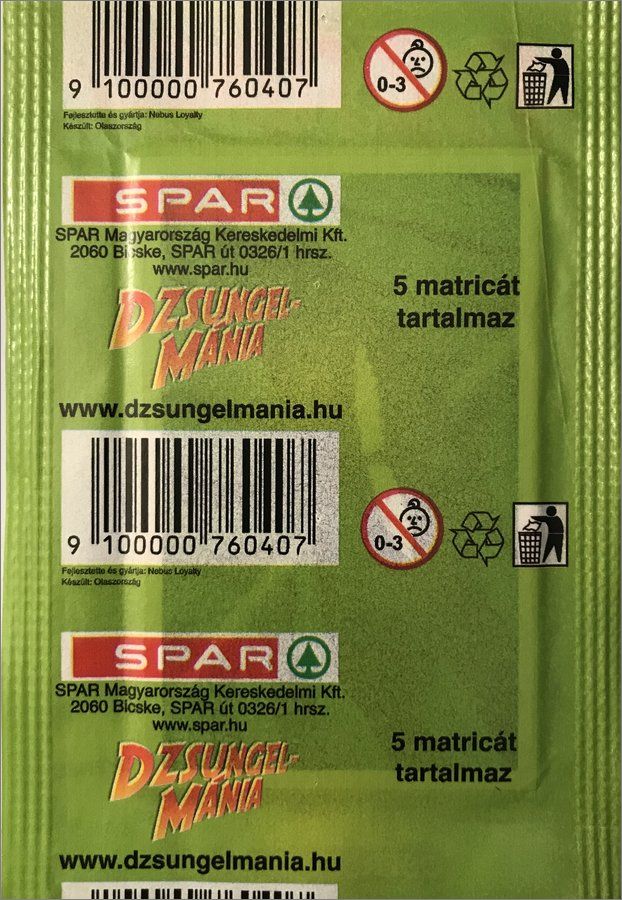 9 100000 760407
0-3
Fejlesztette és gyártja: Nebus Loyalty
Készült: Olaszország
SPAR
SPAR Magyarország Kereskedelmi Kft.
2060 Bicske, SPAR út 0326/1 hrsz.
www.spar.hu
DZSUNGEL-
MÁNIA
5 matricát
tartalmaz
www.dzsungelmania.hu
9 100000 760407
0-3
Fejlesztette és gyártja: Nebus Loyalty
Készült: Olaszország
SPAR
SPAR Magyarország Kereskedelmi Kft.
2060 Bicske, SPAR út 0326/1 hrsz.
www.spar.hu
DZSUNGEL-
MÁNIA
5 matricát
tartalmaz
www.dzsungelmania.hu